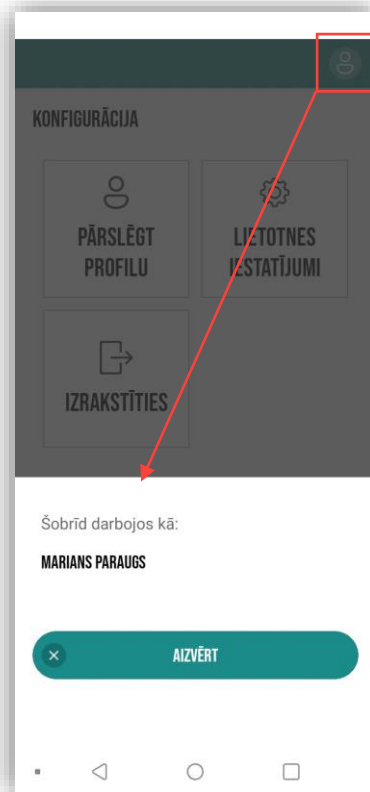 KONFIGURĀCIJA
PĀRSLĒGT
PROFILU
LIETOTNES
IESTATĪJUMI
IZRAKSTĪTIES
Šobrīd darbojos kā:
MARIANS PARAUGS
AIZVĒRT